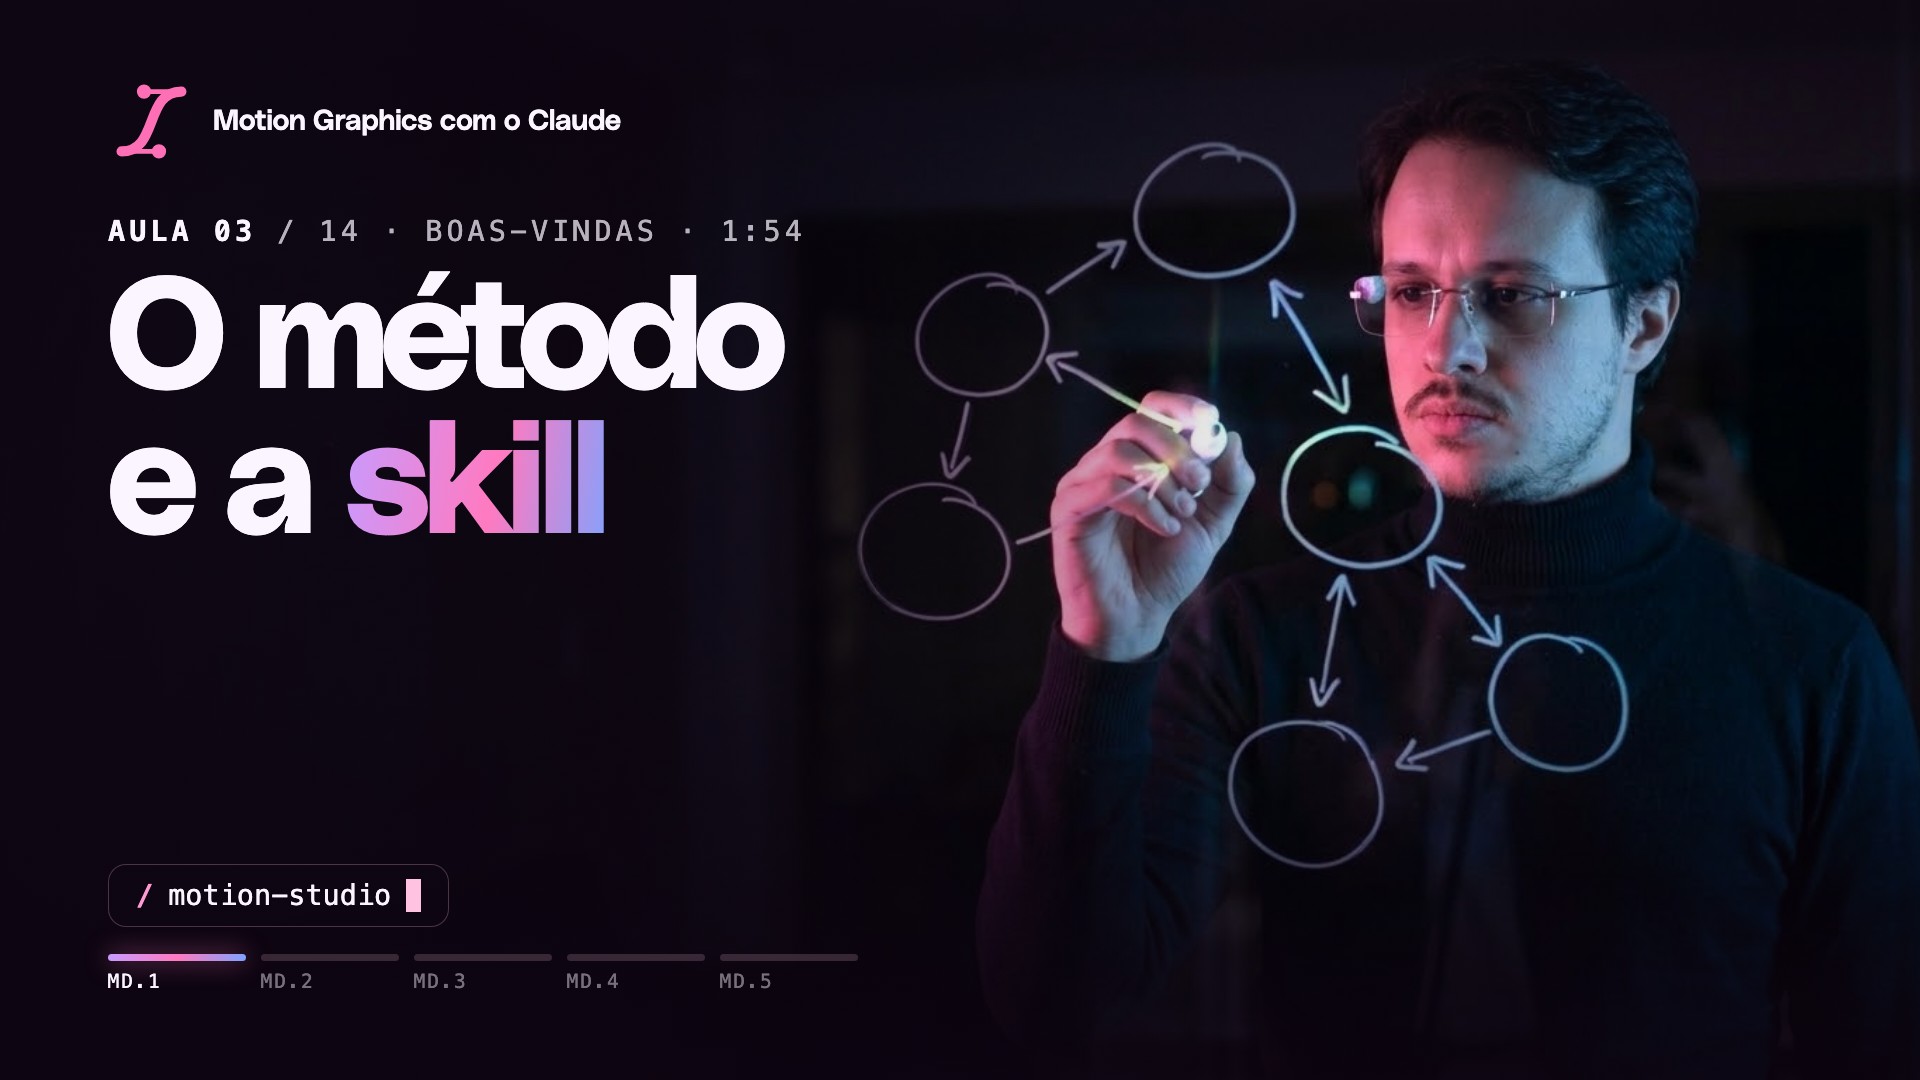 Motion Graphics com o Claude
AULA 03 / 14 · BOAS-VINDAS · 1:54
O método
e a skill
/ motion-studio
MD.1 MD.2 MD.3 MD.4 MD.5